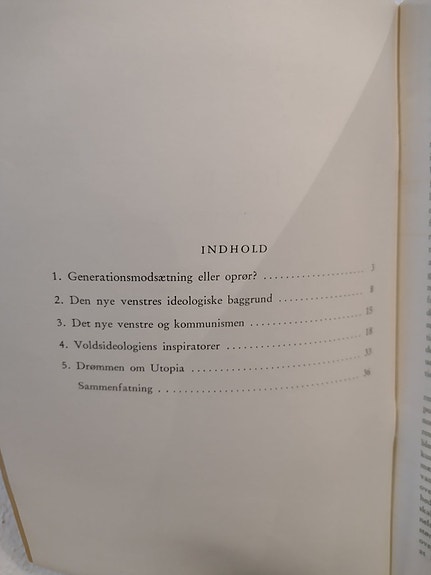 INDHOLD
1. Generationsmodsætning eller oprør? 7
2. Den nye venstres ideologiske baggrund 8
3. Det nye venstre og kommunismen 15
4. Voldsideologiens inspiratorer 18
5. Drømmen om Utopia 33
Sammenfatning 36